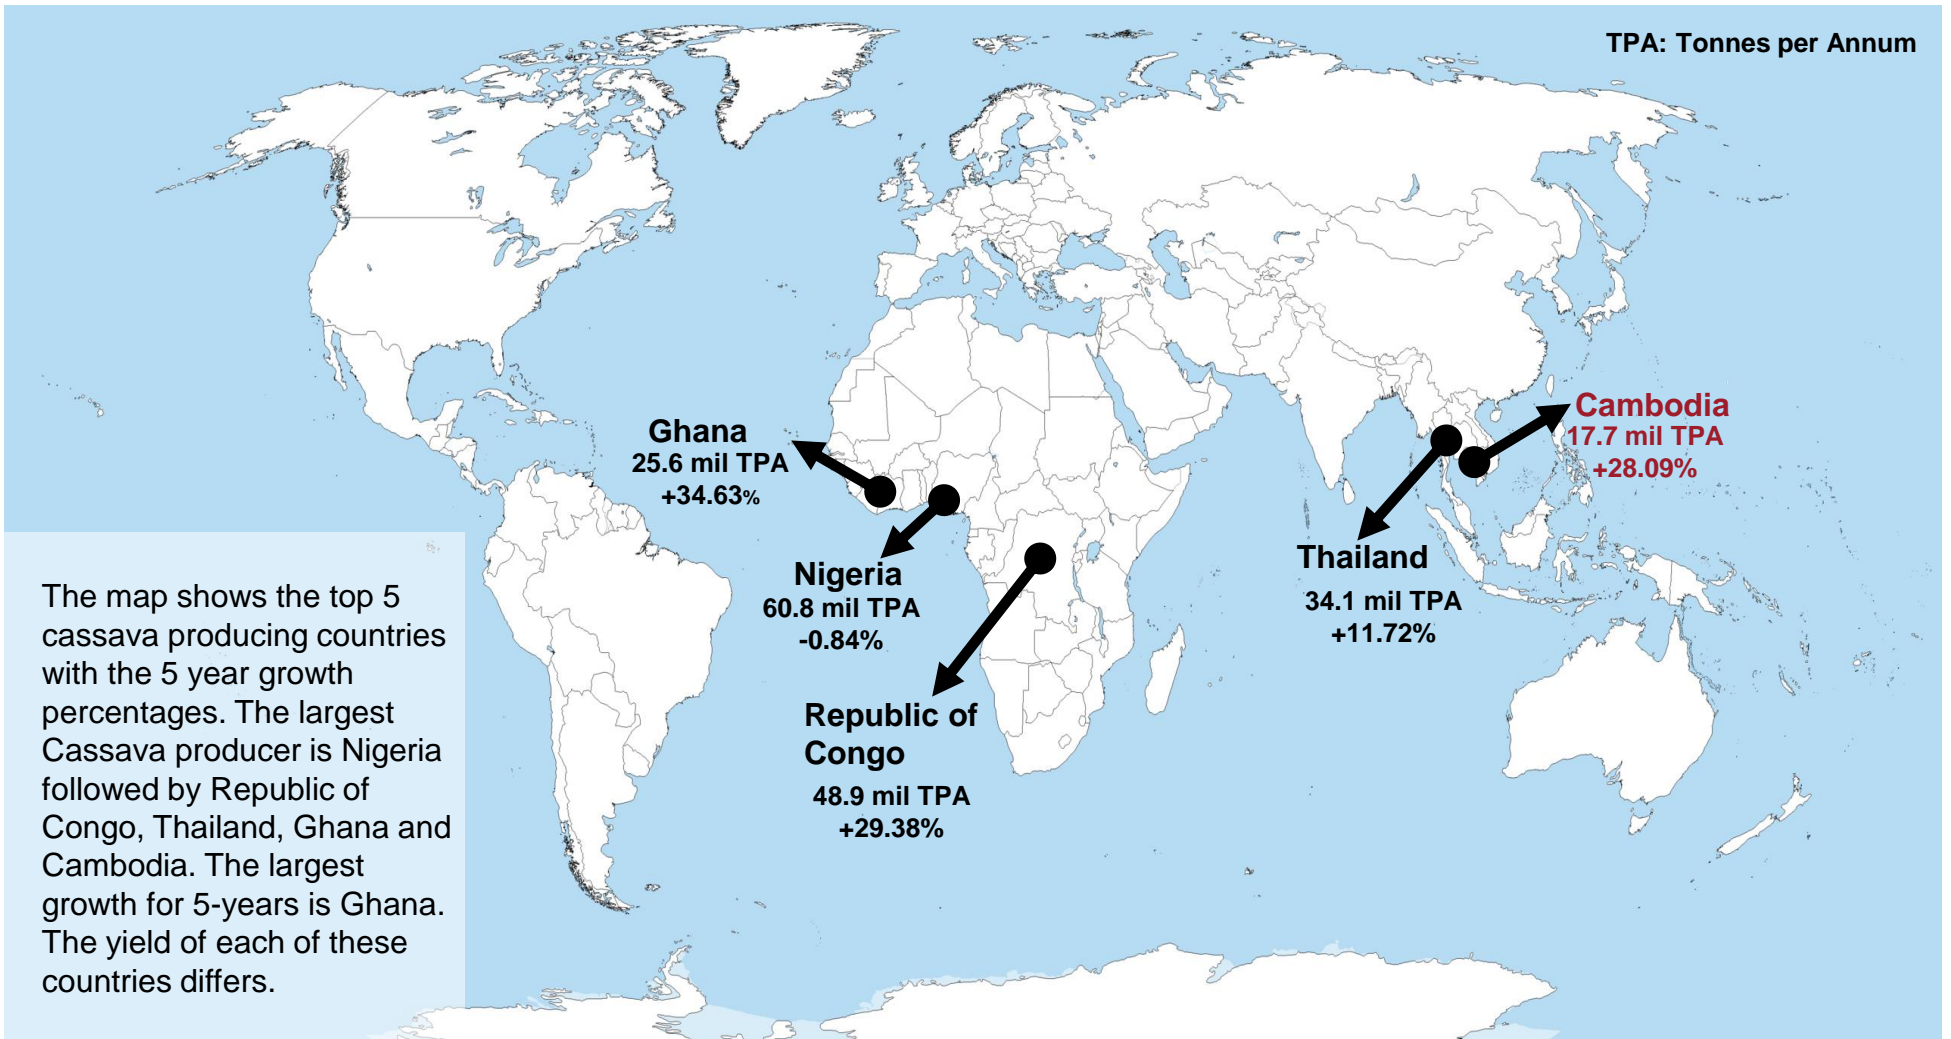 TPA: Tonnes per Annum
Cambodia
17.7 mil TPA
+28.09%
Ghana
25.6 mil TPA
+34.63%
Nigeria
60.8 mil TPA
-0.84%
Thailand
34.1 mil TPA
+11.72%
Republic of
Congo
48.9 mil TPA
+29.38%
The map shows the top 5
cassava producing countries
with the 5 year growth
percentages. The largest
Cassava producer is Nigeria
followed by Republic of
Congo, Thailand, Ghana and
Cambodia. The largest
growth for 5-years is Ghana.
The yield of each of these
countries differs.